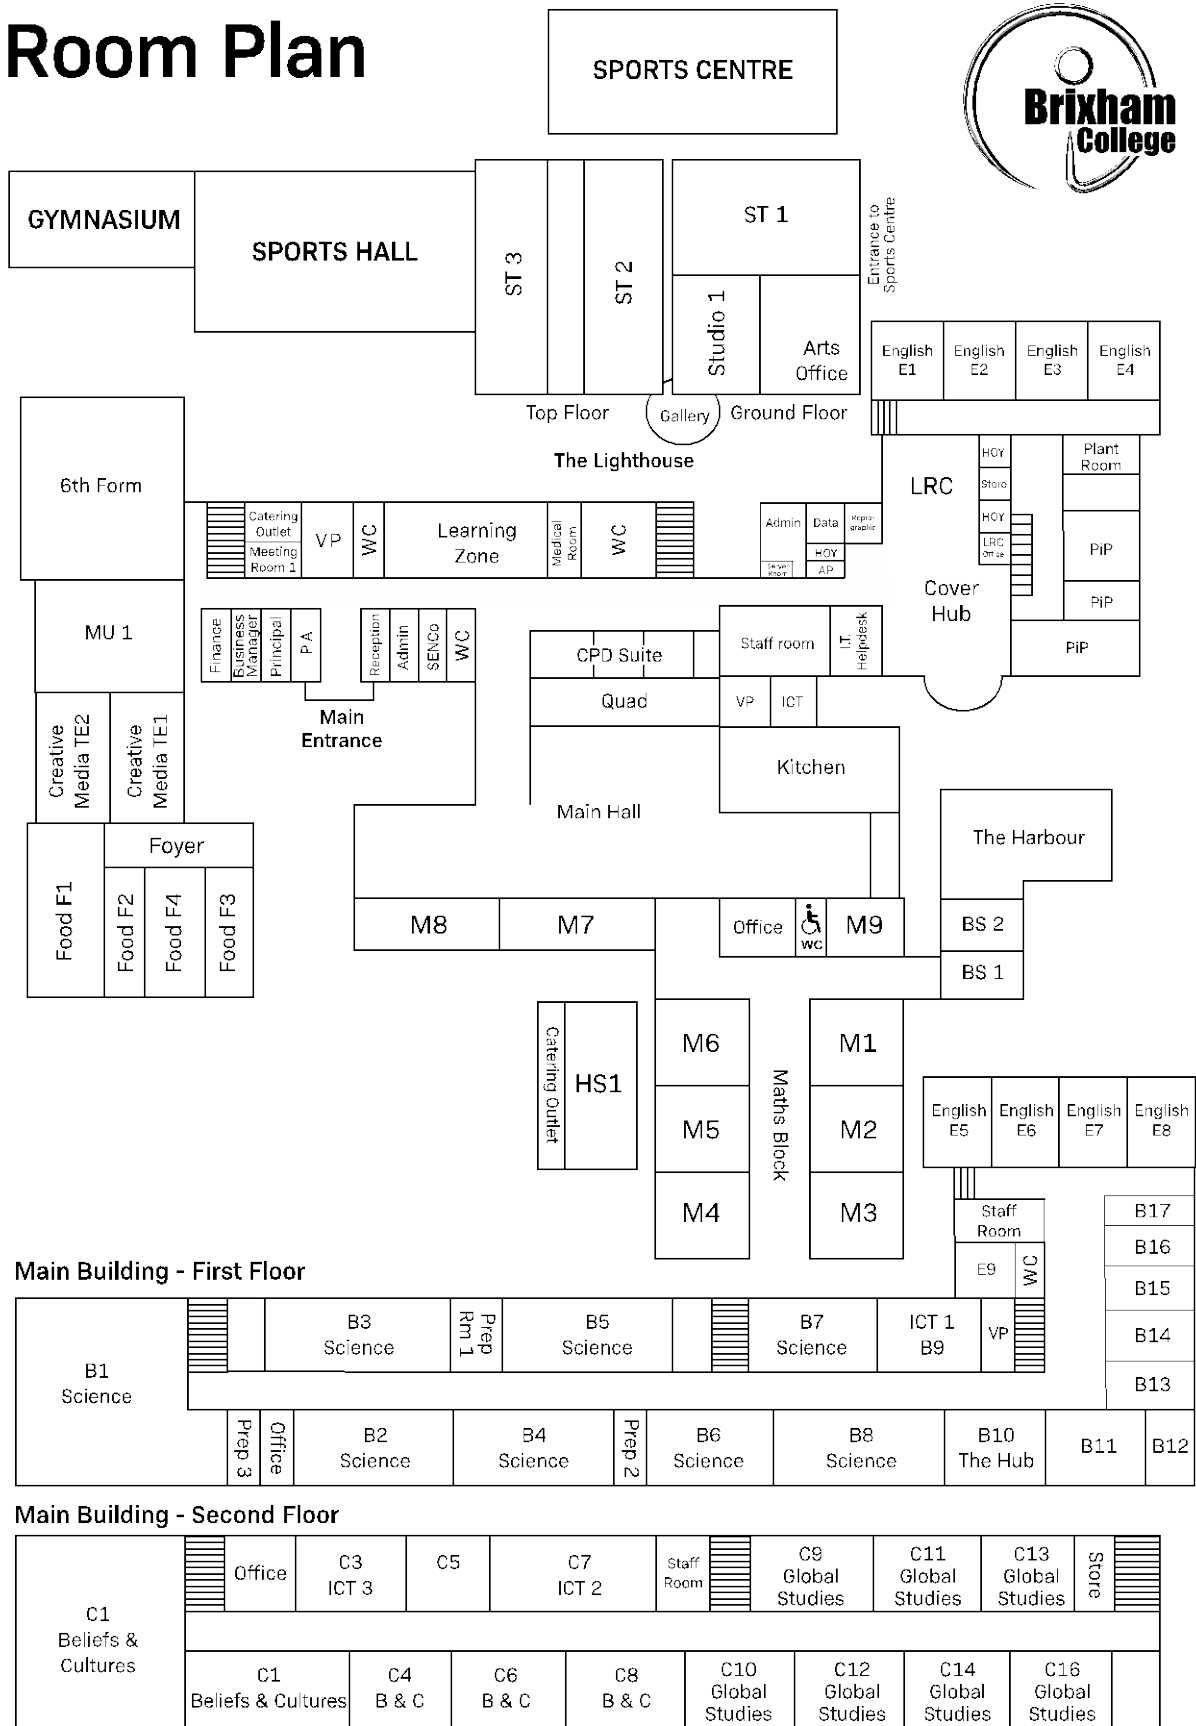 Room Plan
SPORTS CENTRE
Brixham
College
GYMNASIUM
SPORTS HALL
ST 3
ST 2
ST 1
Studio 1
Arts
Office
Entrance to
Sports Centre
Top Floor
Gallery
Ground Floor
The Lighthouse
English
E1
English
E2
English
E3
English
E4
6th Form
Catering
Outlet
Meeting
Room 1
VP
WC
Learning
Zone
Medical
Room
WC
Admin
Server
Room
Data
HOY
AP
Repro-
graphic
LRC
HOY
Store
HOY
LRC
Office
Cover
Hub
Plant
Room
PiP
PiP
PiP
MU 1
Finance
Business
Manager
Principal
PA
Reception
Admin
SENCo
WC
Main
Entrance
CPD Suite
Quad
Staff room
I.T.
Helpdesk
VP
ICT
Kitchen
Main Hall
Creative
Media TE2
Creative
Media TE1
Foyer
Food F1
Food F2
Food F4
Food F3
The Harbour
BS 2
BS 1
M8
M7
Office
WC
M9
Catering Outlet
HS1
M6
M5
M4
Maths Block
M1
M2
M3
English
E5
English
E6
English
E7
English
E8
Staff
Room
E9
WC
B17
B16
B15
B14
B13
Main Building - First Floor
B1
Science
B3
Science
Prep
Rm 1
B5
Science
B7
Science
ICT 1
B9
VP
Prep 3
Office
B2
Science
B4
Science
Prep 2
B6
Science
B8
Science
B10
The Hub
B11
B12
Main Building - Second Floor
C1
Beliefs &
Cultures
Office
C3
ICT 3
C5
C7
ICT 2
Staff
Room
C9
Global
Studies
C11
Global
Studies
C13
Global
Studies
Store
C1
Beliefs & Cultures
C4
B & C
C6
B & C
C8
B & C
C10
Global
Studies
C12
Global
Studies
C14
Global
Studies
C16
Global
Studies